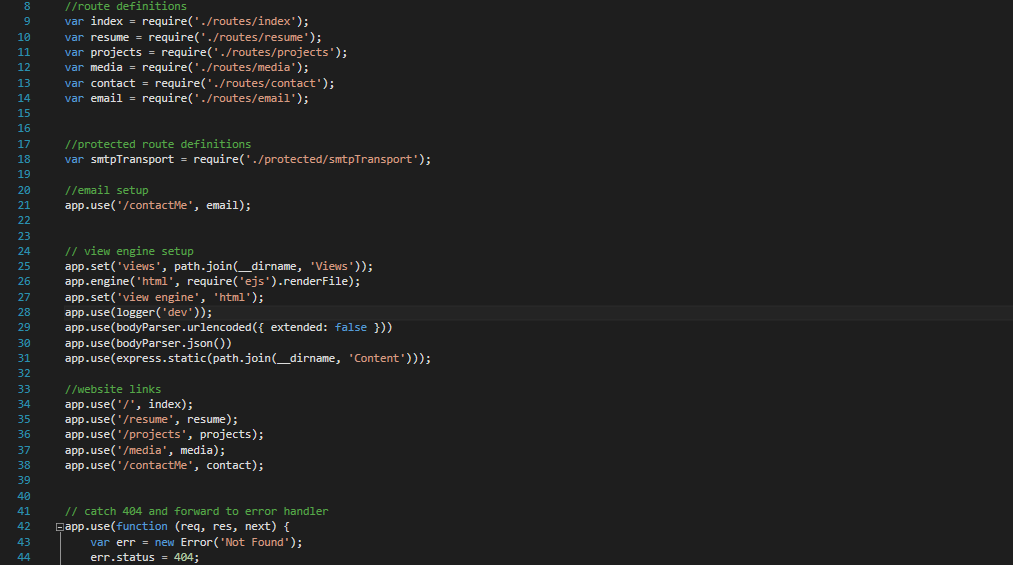 8 //route definitions
9 var index = require('./routes/index');
10 var resume = require('./routes/resume');
11 var projects = require('./routes/projects');
12 var media = require('./routes/media');
13 var contact = require('./routes/contact');
14 var email = require('./routes/email');
15
16
17 //protected route definitions
18 var smtpTransport = require('./protected/smtpTransport');
19
20 //email setup
21 app.use('/contactMe', email);
22
23
24 // view engine setup
25 app.set('views', path.join(__dirname, 'Views'));
26 app.engine('html', require('ejs').renderFile);
27 app.set('view engine', 'html');
28 app.use(logger('dev'));
29 app.use(bodyParser.urlencoded({ extended: false }))
30 app.use(bodyParser.json())
31 app.use(express.static(path.join(__dirname, 'Content')));
32
33 //website links
34 app.use('/', index);
35 app.use('/resume', resume);
36 app.use('/projects', projects);
37 app.use('/media', media);
38 app.use('/contactMe', contact);
39
40
41 // catch 404 and forward to error handler
42 app.use(function (req, res, next) {
43 var err = new Error('Not Found');
44 err.status = 404;